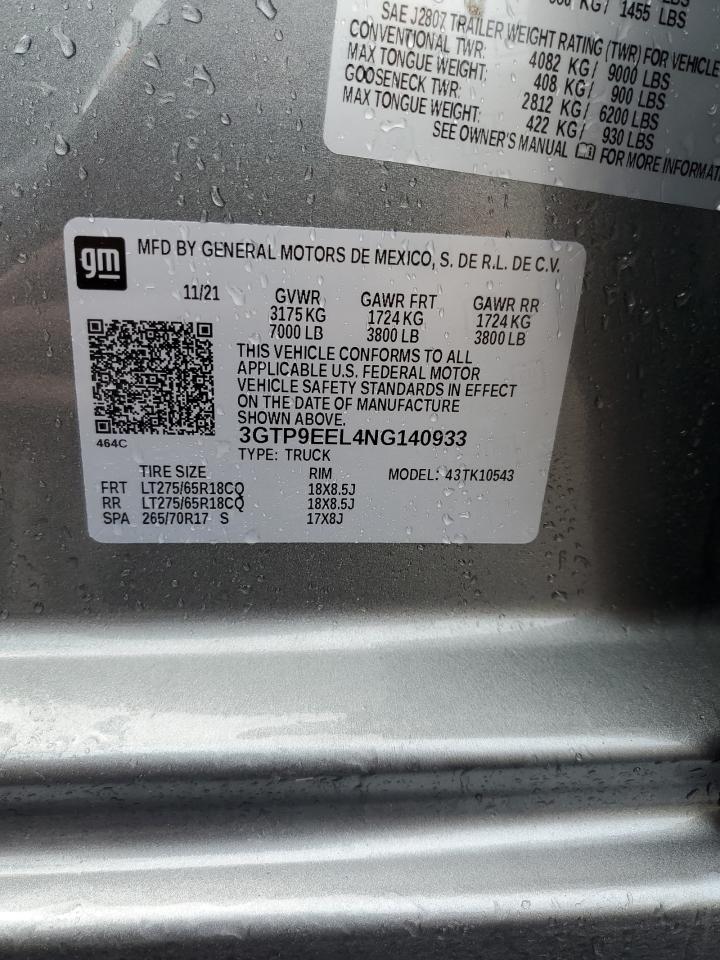 KG/ 1455 LBS
SAE J2807 TRAILER WEIGHT RATING (TWR) FOR VEHICLE
CONVENTIONAL TWR: 4082 KG/ 9000 LBS
MAX TONGUE WEIGHT: 408 KG/ 900 LBS
GOOSENECK TWR: 2812 KG/ 6200 LBS
MAX TONGUE WEIGHT: 422 KG/ 930 LBS
SEE OWNER'S MANUAL FOR MORE INFORMAT
gm MFD BY GENERAL MOTORS DE MEXICO, S. DE R.L. DE C.V.
11/21 GVWR GAWR FRT GAWR RR
3175 KG 1724 KG 1724 KG
7000 LB 3800 LB 3800 LB
THIS VEHICLE CONFORMS TO ALL
APPLICABLE U.S. FEDERAL MOTOR
VEHICLE SAFETY STANDARDS IN EFFECT
ON THE DATE OF MANUFACTURE
SHOWN ABOVE.
464C 3GTP9EEL4NG140933
TYPE: TRUCK
TIRE SIZE RIM MODEL: 43TK10543
FRT LT275/65R18CQ 18X8.5J
RR LT275/65R18CQ 18X8.5J
SPA 265/70R17 S 17X8J